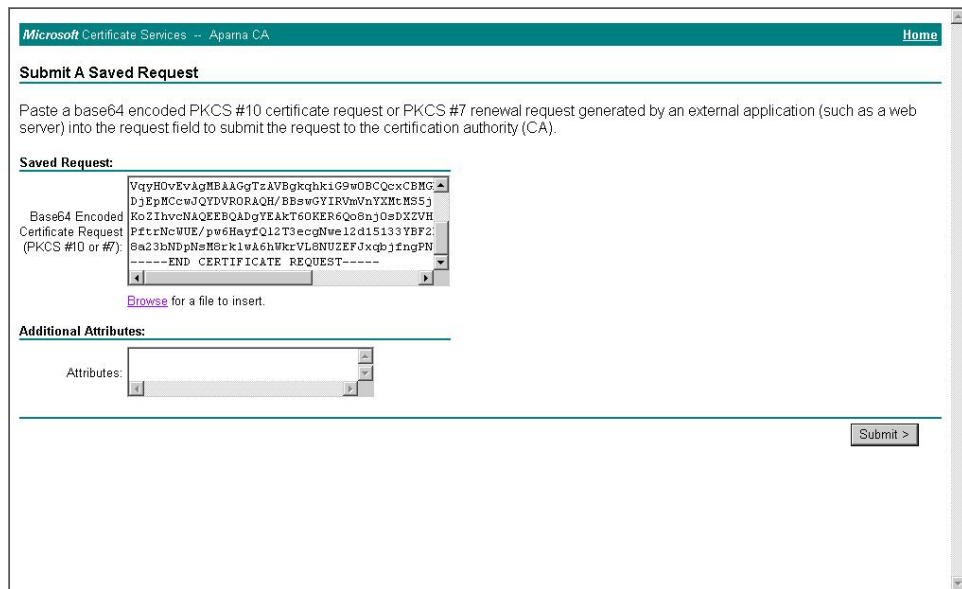 Microsoft Certificate Services -- Aparna CA Home
Submit A Saved Request
Paste a base64 encoded PKCS #10 certificate request or PKCS #7 renewal request generated by an external application (such as a web
server) into the request field to submit the request to the certification authority (CA).
Saved Request:
Base64 Encoded
Certificate Request
(PKCS #10 or #7):
VqyHOvEvAgMBAAGgTzAVBgkqhkiG9w0BCQcxCBMG
DjEpMCcwJQYDVR0RAQH/BBswGYIRVmVnYXMtMS5j
KoZIhvcNAQEEBQADgYEAkT6OKER6Qo8nj0sDXZVH
PftrNcWUE/pw6HayfQl2T3ecgNwel2d15133YBF2
8a23bNDpNsM8rklwA6hWkrVL8NUZEFJxqbjfngPN
-----END CERTIFICATE REQUEST-----
Browse for a file to insert.
Additional Attributes:
Attributes:
Submit >